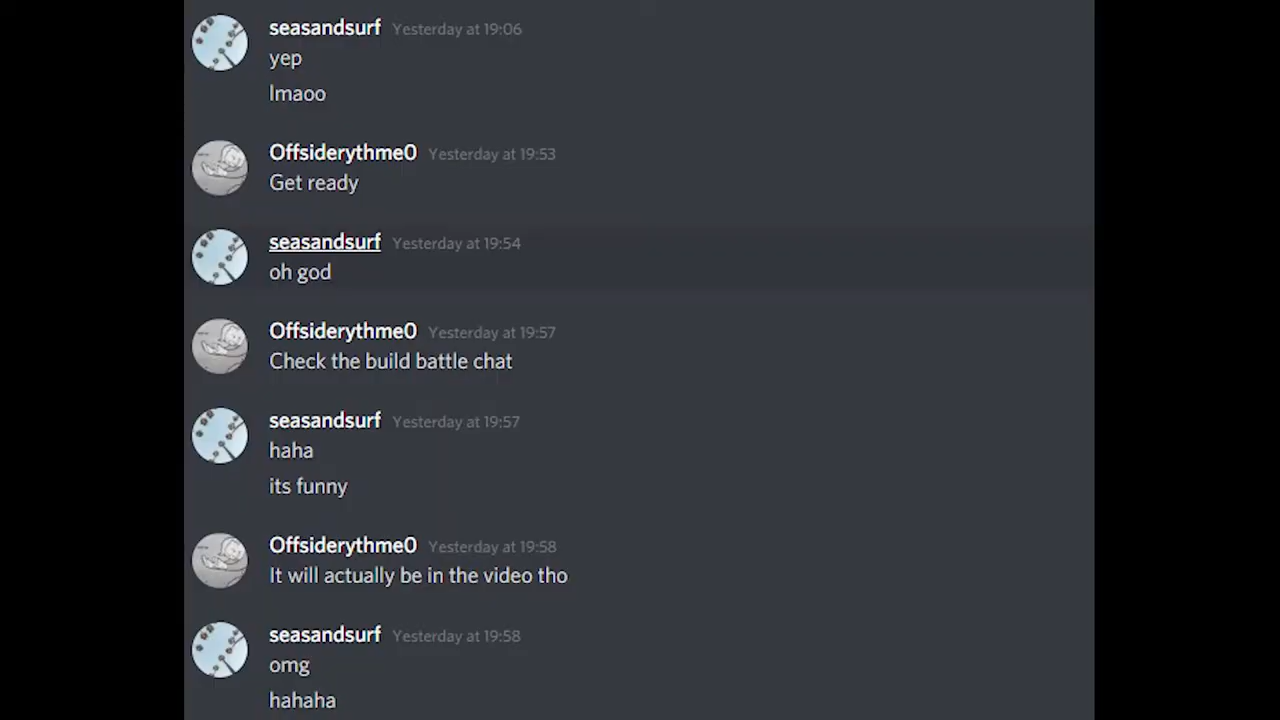 seasandsurf Yesterday at 19:06
yep
lmaoo
Offsiderythme0 Yesterday at 19:53
Get ready
seasandsurf Yesterday at 19:54
oh god
Offsiderythme0 Yesterday at 19:57
Check the build battle chat
seasandsurf Yesterday at 19:57
haha
its funny
Offsiderythme0 Yesterday at 19:58
It will actually be in the video tho
seasandsurf Yesterday at 19:58
omg
hahaha